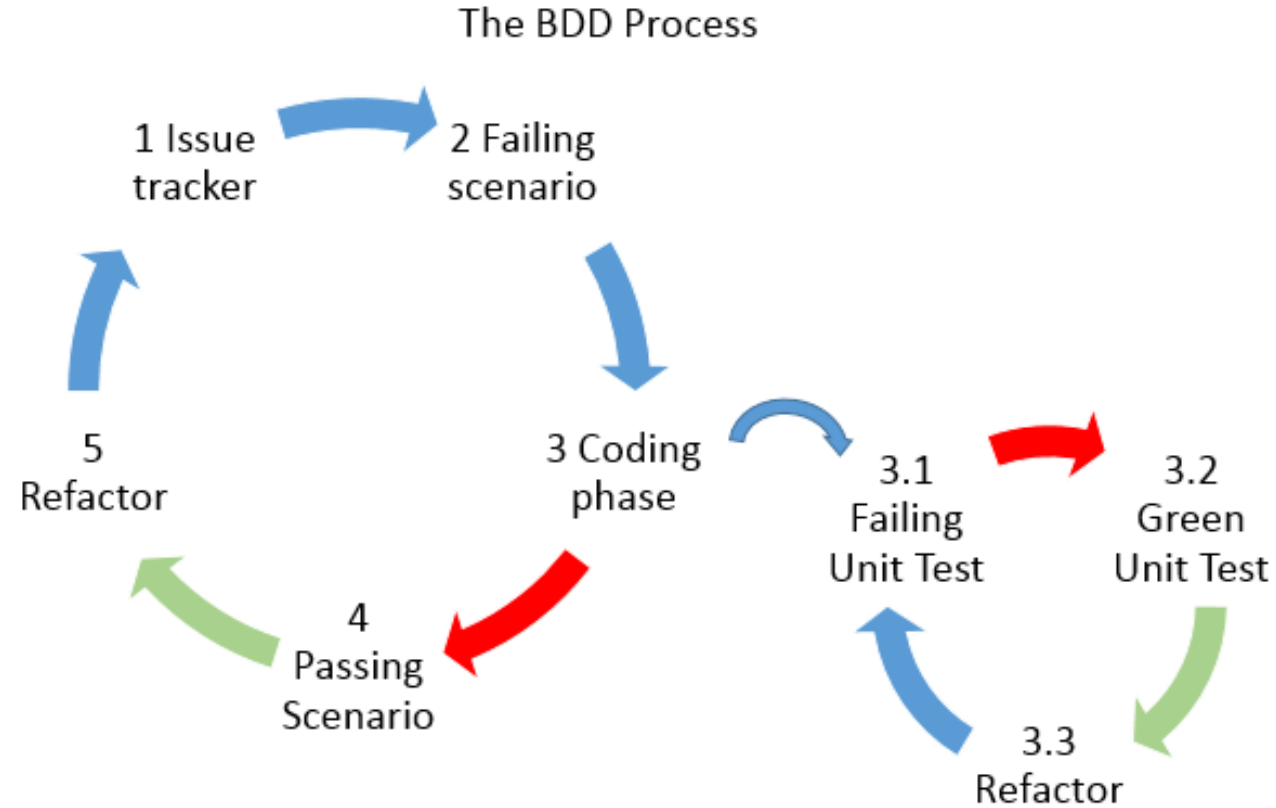 The BDD Process
1 Issue
tracker
2 Failing
scenario
3 Coding
phase
3.1
Failing
Unit Test
3.2
Green
Unit Test
3.3
Refactor
4
Passing
Scenario
5
Refactor